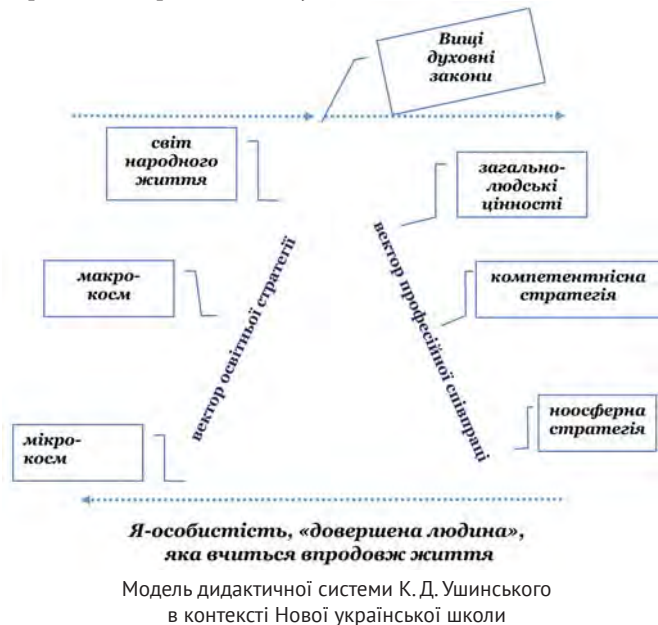 Вищі
духовні
закони
світ
народного
життя
загально-
людські
цінності
макро-
косм
компетентнісна
стратегія
вектор освітньої стратегії
вектор професійної співпраці
мікро-
косм
ноосферна
стратегія
Я-особистість, «довершена людина»,
яка вчиться впродовж життя
Модель дидактичної системи К. Д. Ушинського
в контексті Нової української школи